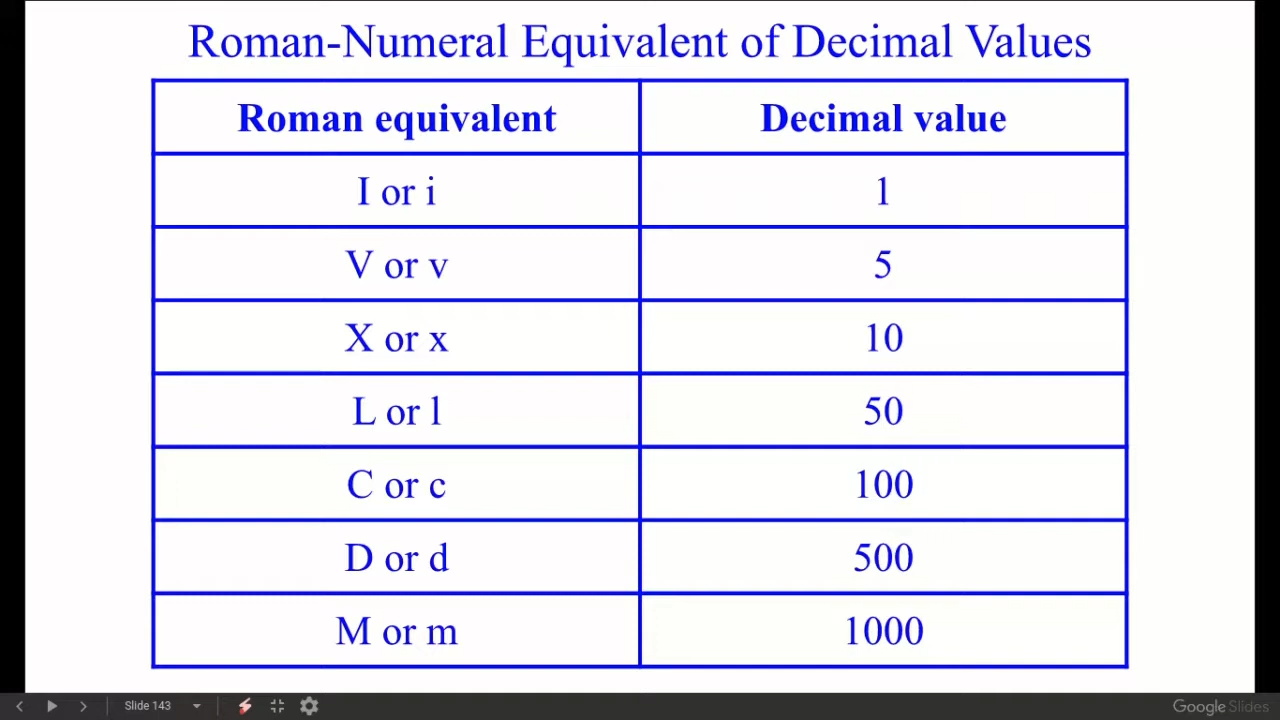 Roman-Numeral Equivalent of Decimal Values
Roman equivalent Decimal value
I or i 1
V or v 5
X or x 10
L or l 50
C or c 100
D or d 500
M or m 1000
Slide 143 Google Slides